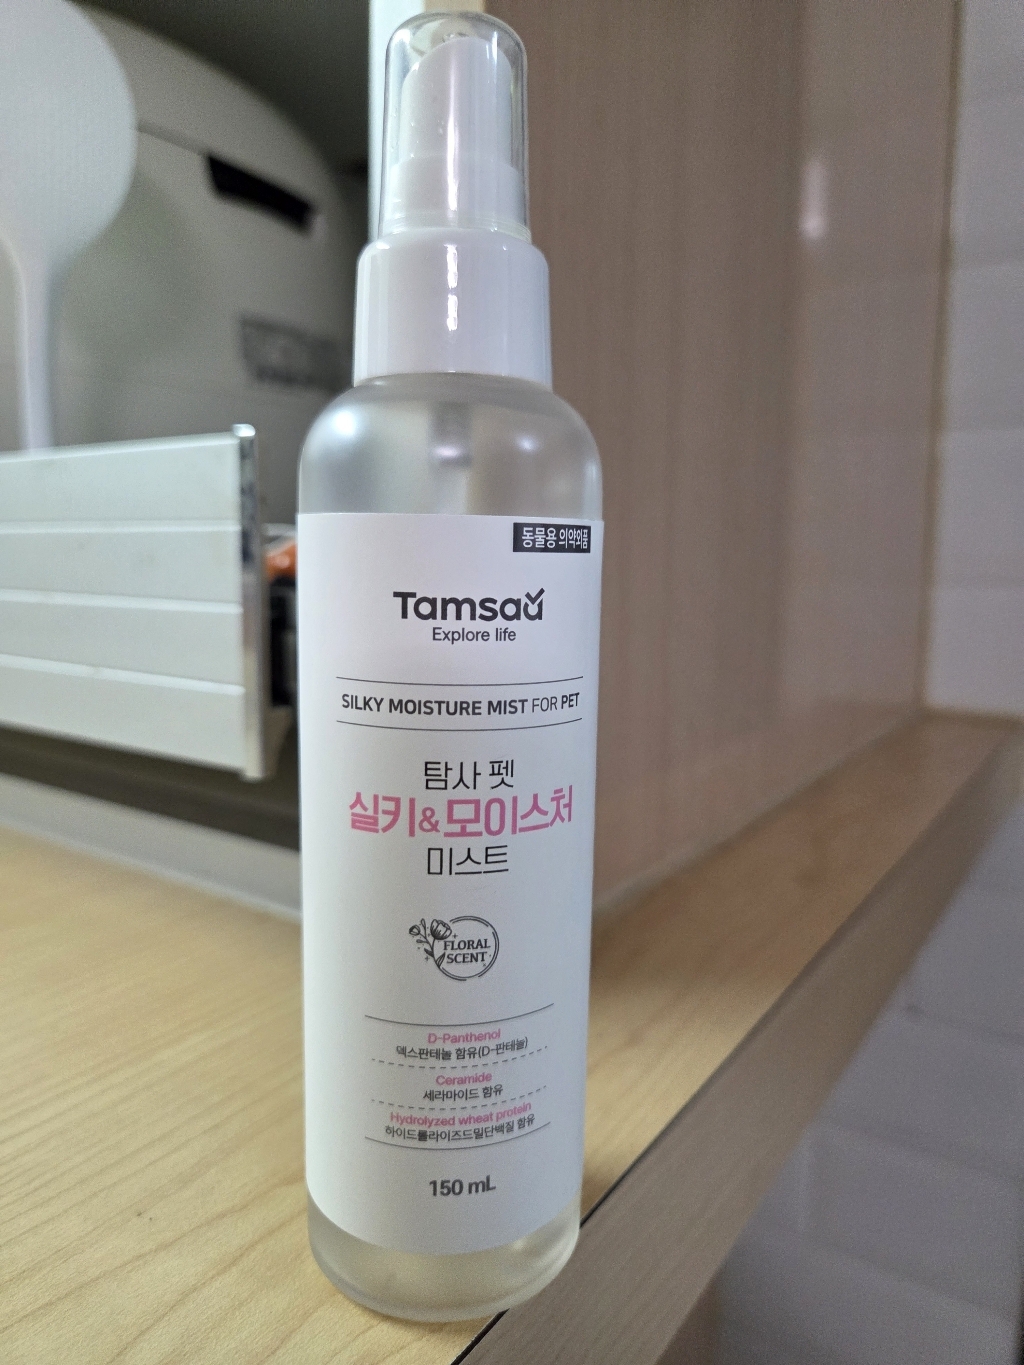 동물용 의약외품
Tamsaa
Explore life
SILKY MOISTURE MIST FOR PET
탐사 펫
실키&모이스처
미스트
FLORAL
SCENT
D-Panthenol
덱스판테놀 함유(D-판테놀)
Ceramide
세라마이드 함유
Hydrolyzed wheat protein
하이드롤라이즈드밀단백질 함유
150 mL